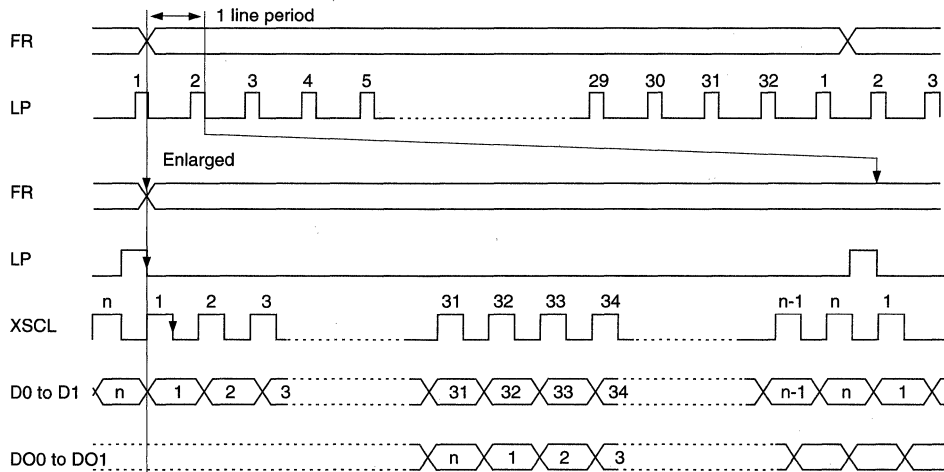 1 line period
FR
1 2 3 4 5 29 30 31 32 1 2 3
LP
Enlarged
FR
LP
n 1 2 3 31 32 33 34 n-1 n 1
XSCL
D0 to D1 n 1 2 3 31 32 33 34 n-1 n 1
DO0 to DO1 n 1 2 3